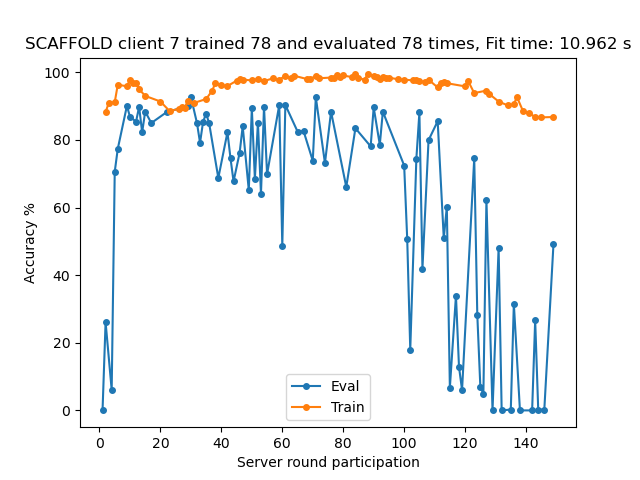 SCAFFOLD client 7 trained 78 and evaluated 78 times, Fit time: 10.962 s
100
80
60
40
20
0
Accuracy %
Eval
Train
0 20 40 60 80 100 120 140
Server round participation